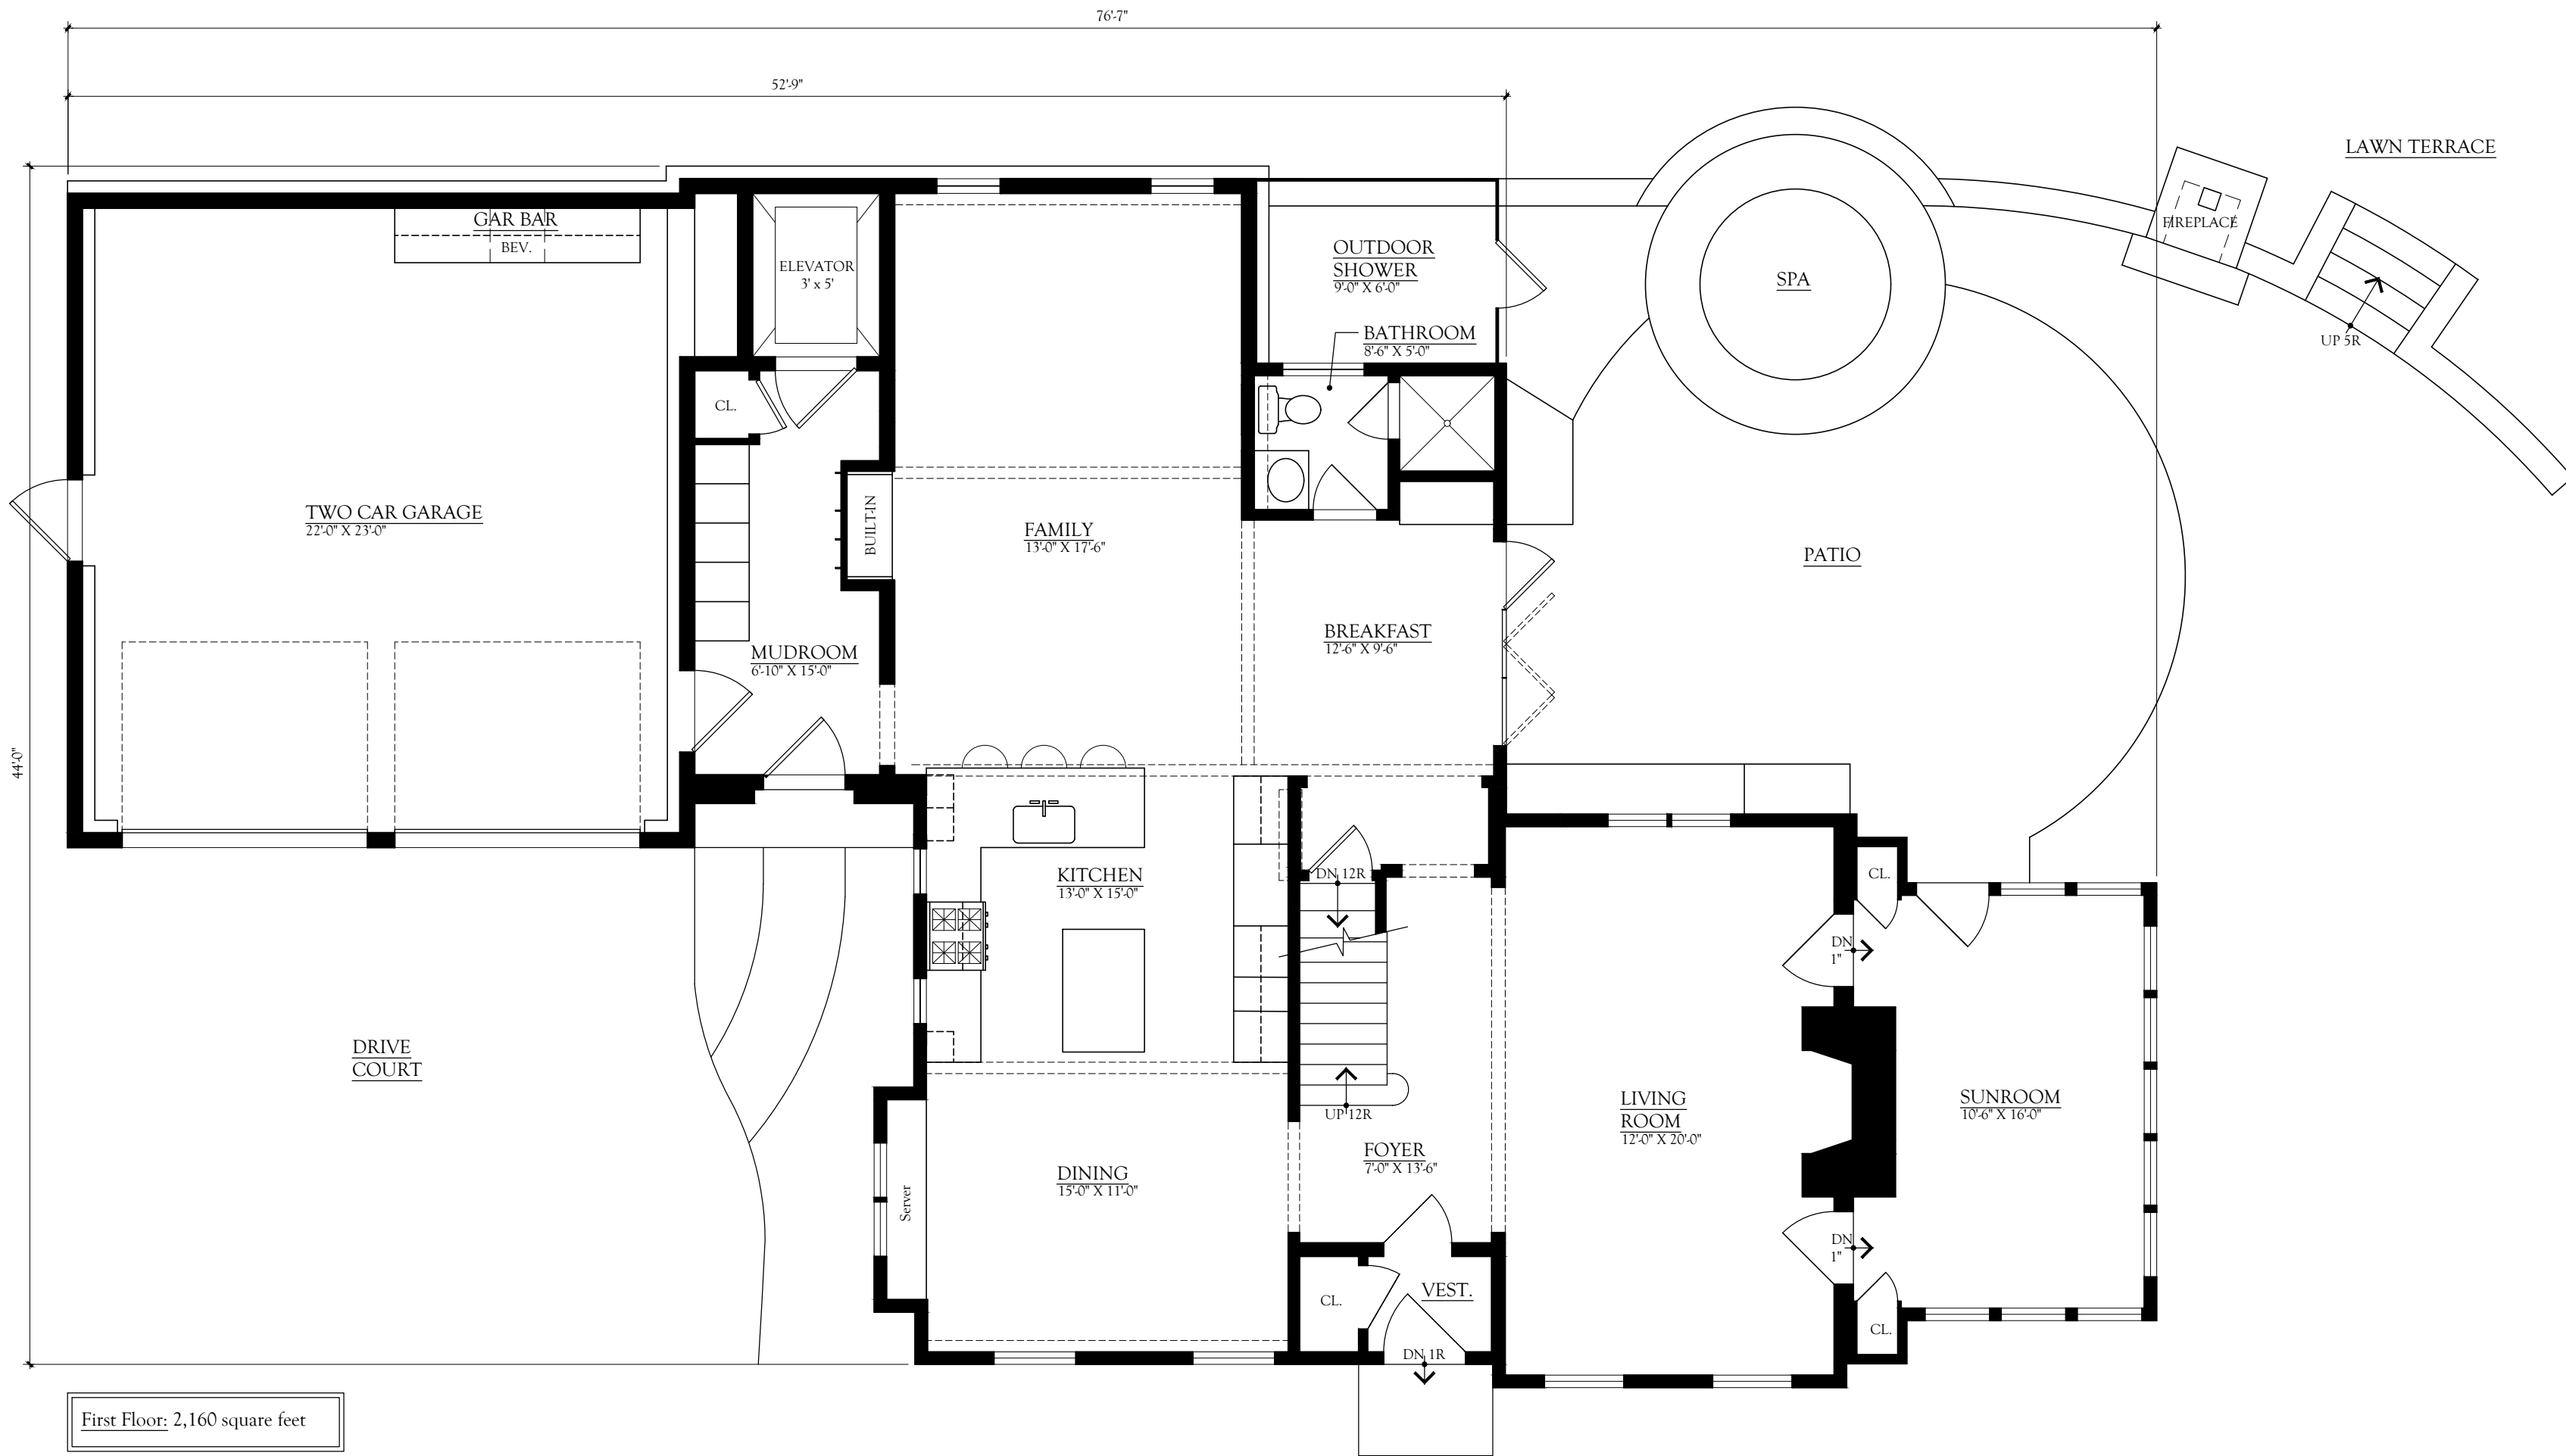 76'-7"
52'-9"
LAWN TERRACE
GAR BAR
BEV.
FIREPLACE
ELEVATOR
3' x 5'
OUTDOOR
SHOWER
9'-0" X 6'-0"
SPA
BATHROOM
8'-6" X 5'-0"
UP 5R
CL.
TWO CAR GARAGE
22'-0" X 23'-0"
BUILT-IN
FAMILY
13'-0" X 17'-6"
PATIO
BREAKFAST
12'-6" X 9'-6"
MUDROOM
6'-10" X 15'-0"
44'-0"
KITCHEN
13'-0" X 15'-0"
DN 12R
CL.
DN
1"
DRIVE
COURT
LIVING
ROOM
12'-0" X 20'-0"
SUNROOM
10'-6" X 16'-0"
UP 12R
FOYER
7'-0" X 13'-6"
DINING
15'-0" X 11'-0"
Server
DN
1"
VEST.
CL.
CL.
DN 1R
First Floor: 2,160 square feet